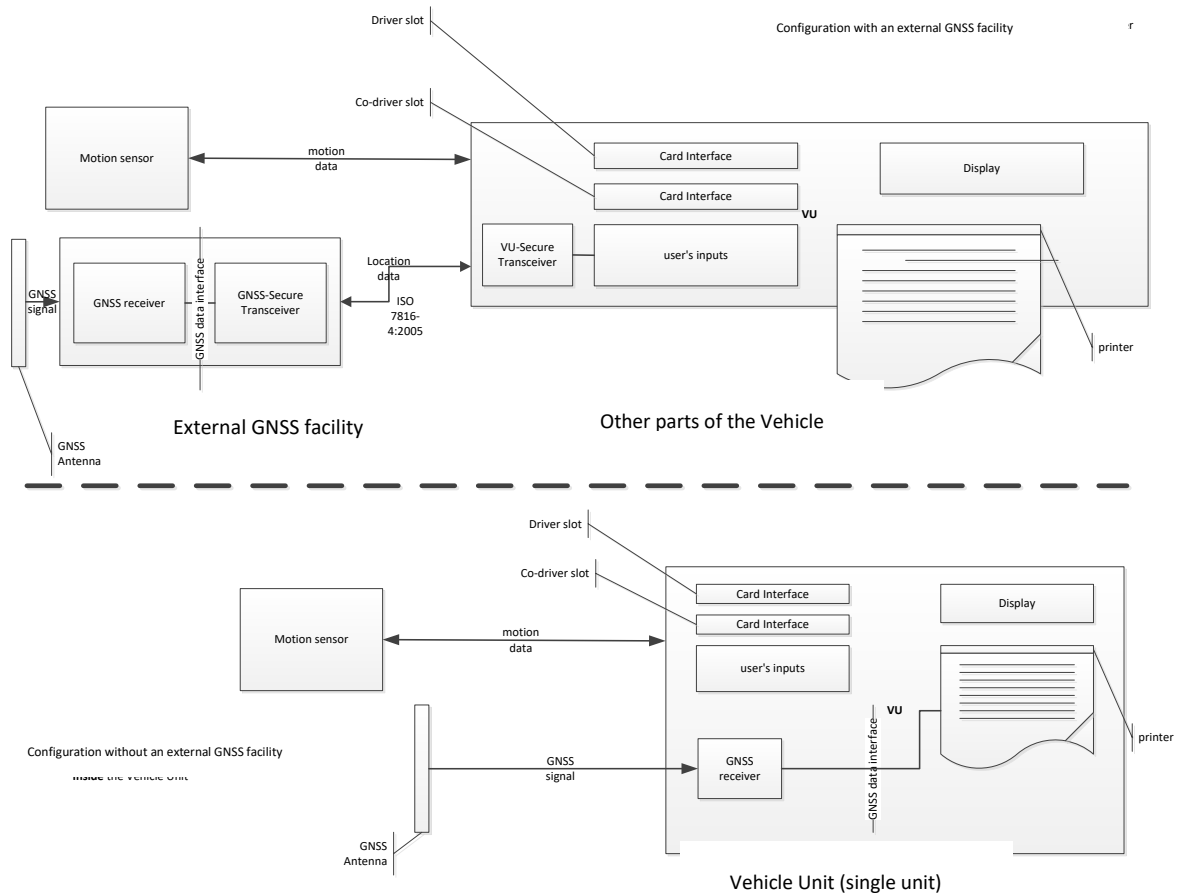 Driver slot
Configuration with an external GNSS facility
r
Co-driver slot
Motion sensor
motion
data
Card Interface
Display
Card Interface
VU
VU-Secure
Transceiver
user's inputs
GNSS
signal
GNSS receiver
GNSS data interface
GNSS-Secure
Transceiver
Location
data
ISO
7816-
4:2005
printer
External GNSS facility
Other parts of the Vehicle
GNSS
Antenna
Driver slot
Co-driver slot
Card Interface
Display
Card Interface
Motion sensor
motion
data
user's inputs
VU
GNSS data interface
printer
Configuration without an external GNSS facility
inside the Vehicle Unit
GNSS
signal
GNSS
receiver
GNSS
Antenna
Vehicle Unit (single unit)